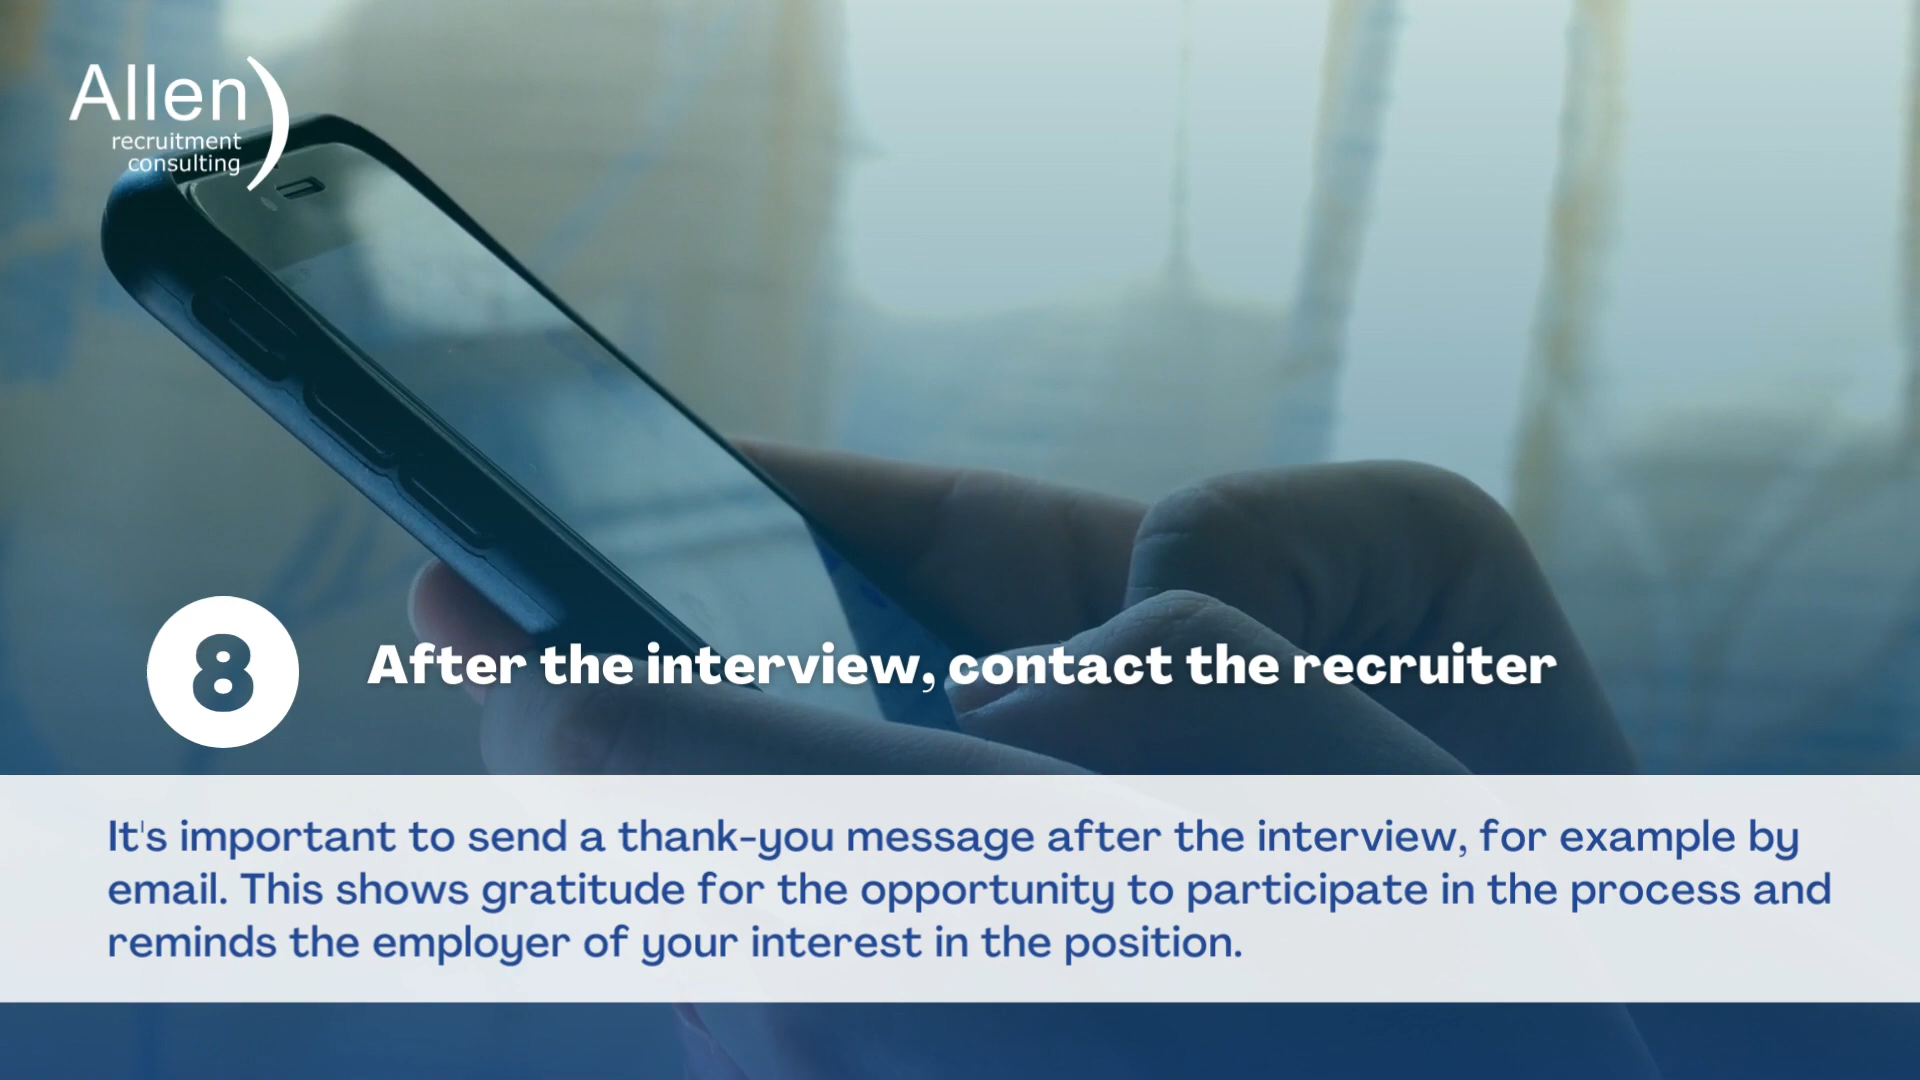 Allen
recruitment
consulting
8
After the interview, contact the recruiter
It's important to send a thank-you message after the interview, for example by
email. This shows gratitude for the opportunity to participate in the process and
reminds the employer of your interest in the position.